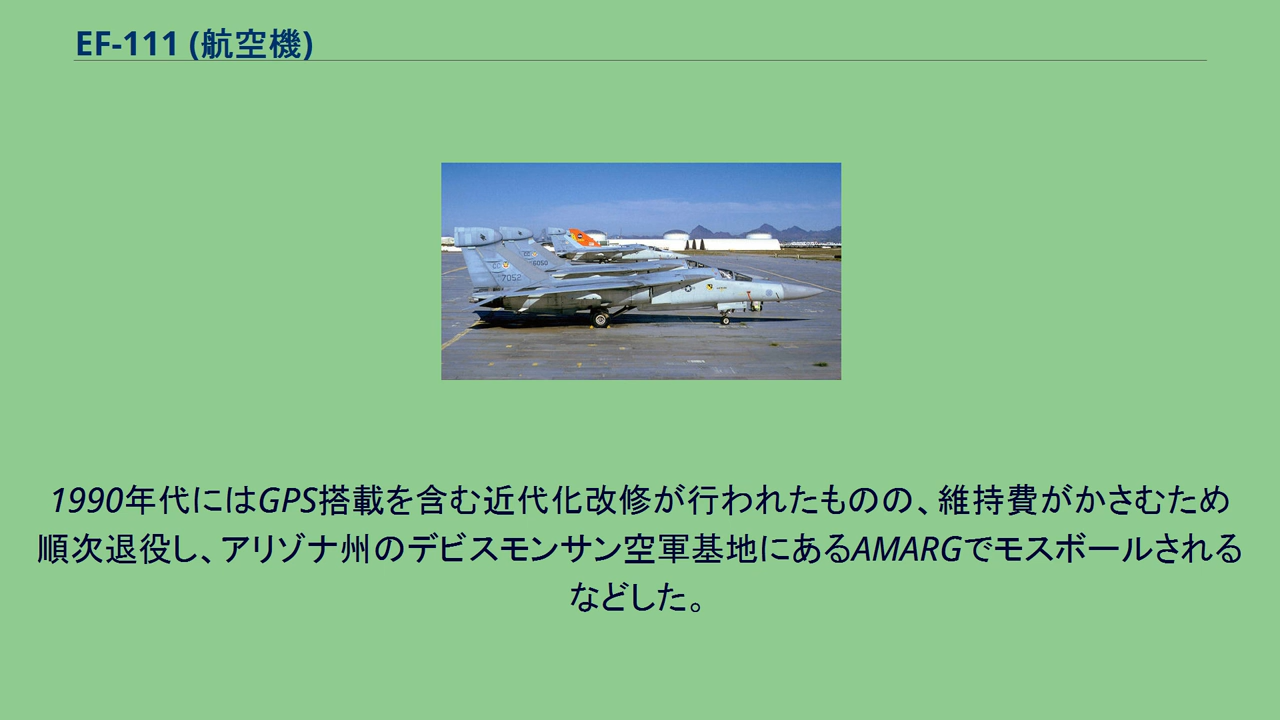 EF-111 (航空機)
CC
7052
CC
6050
1990年代にはGPS搭載を含む近代化改修が行われたものの、維持費がかさむため
順次退役し、アリゾナ州のデビスモンサン空軍基地にあるAMARGでモスボールされる
などした。